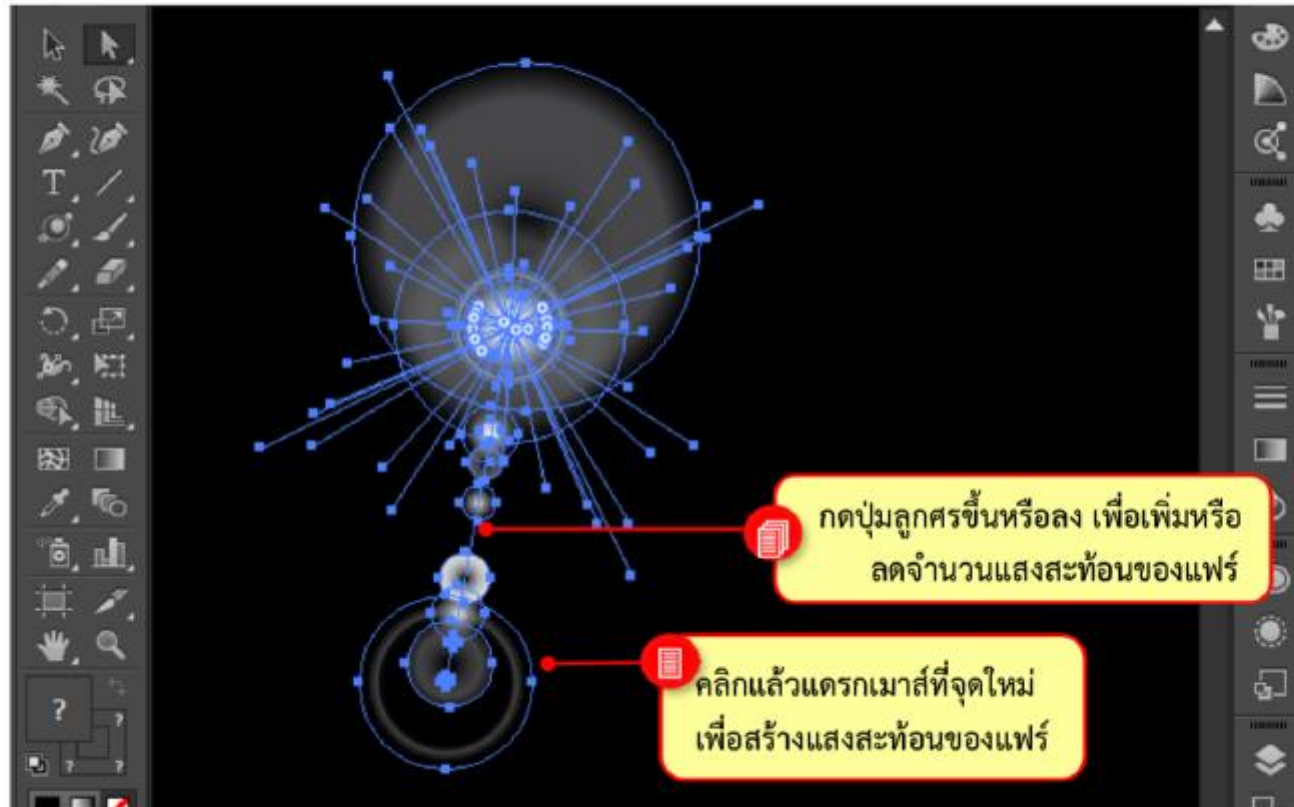 กดปุ่มลูกศรขึ้นหรือลง เพื่อเพิ่มหรือ
ลดจำนวนแสงสะท้อนของแฟร์
คลิกแล้วแดรกเมาส์ที่จุดใหม่
เพื่อสร้างแสงสะท้อนของแฟร์